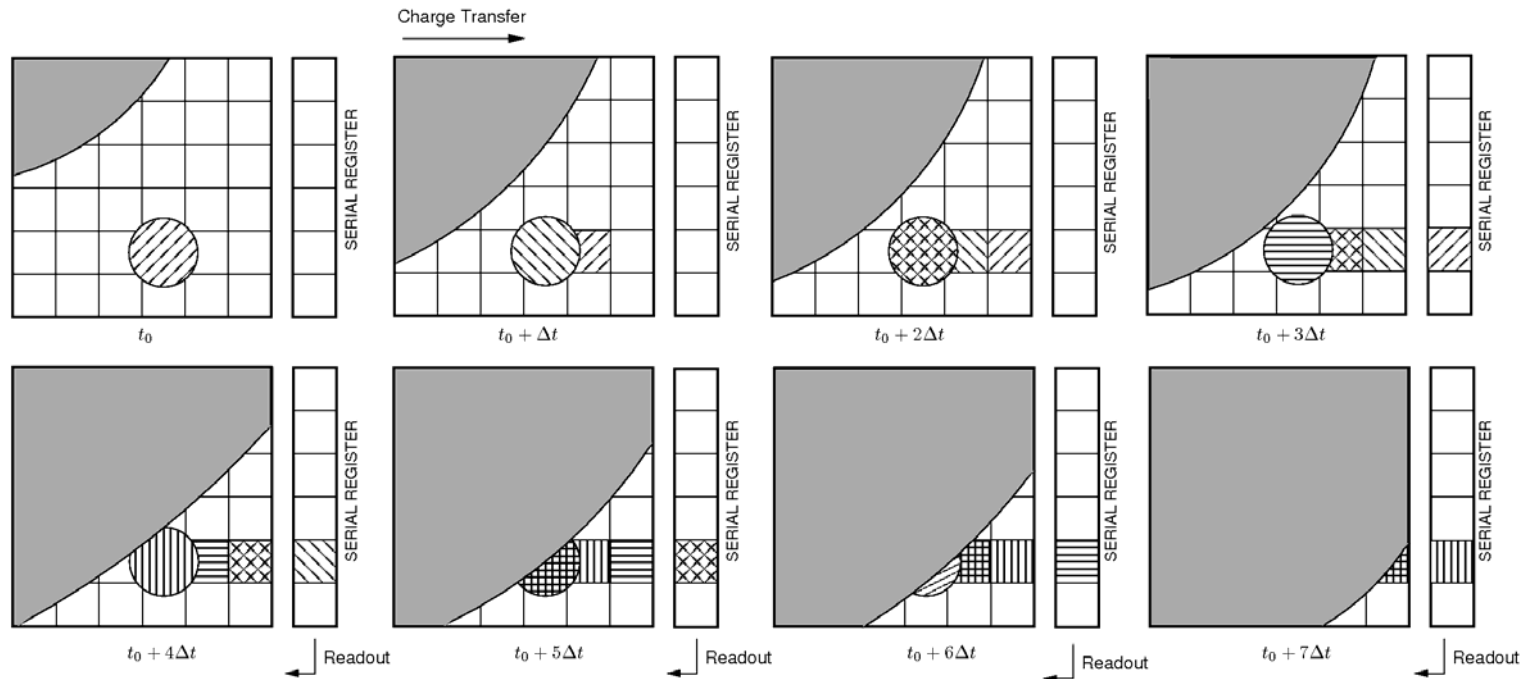 Charge Transfer
SERIAL REGISTER
SERIAL REGISTER
SERIAL REGISTER
SERIAL REGISTER
t₀
t₀ + Δt
t₀ + 2Δt
t₀ + 3Δt
SERIAL REGISTER
SERIAL REGISTER
SERIAL REGISTER
SERIAL REGISTER
t₀ + 4Δt
Readout
t₀ + 5Δt
Readout
t₀ + 6Δt
Readout
t₀ + 7Δt
Readout